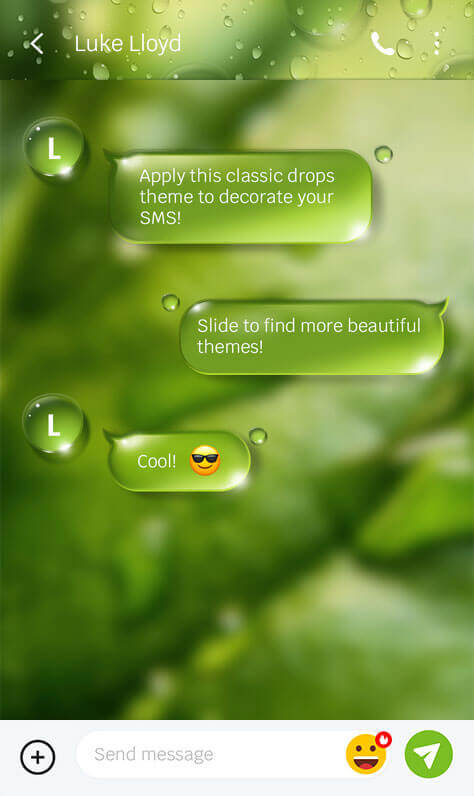 Luke Lloyd
L
Apply this classic drops
theme to decorate your
SMS!
Slide to find more beautiful
themes!
L
Cool! 😎
Send message